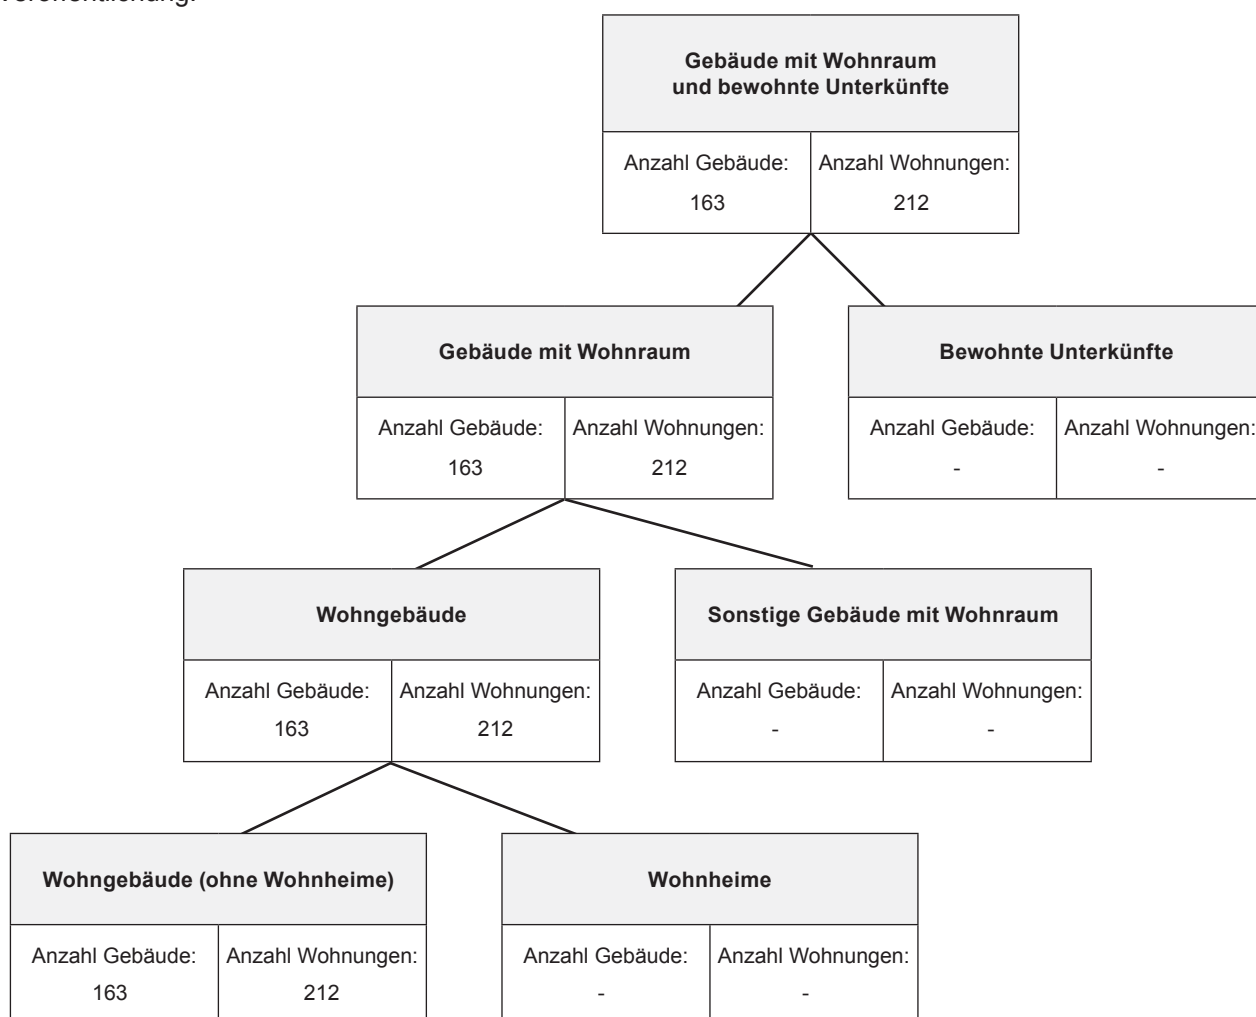 Veröffentlichung.
Gebäude mit Wohnraum
und bewohnte Unterkünfte
Anzahl Gebäude: Anzahl Wohnungen:
163 212
Gebäude mit Wohnraum Bewohnte Unterkünfte
Anzahl Gebäude: Anzahl Wohnungen: Anzahl Gebäude: Anzahl Wohnungen:
163 212 - -
Wohngebäude Sonstige Gebäude mit Wohnraum
Anzahl Gebäude: Anzahl Wohnungen: Anzahl Gebäude: Anzahl Wohnungen:
163 212 - -
Wohngebäude (ohne Wohnheime) Wohnheime
Anzahl Gebäude: Anzahl Wohnungen: Anzahl Gebäude: Anzahl Wohnungen:
163 212 - -